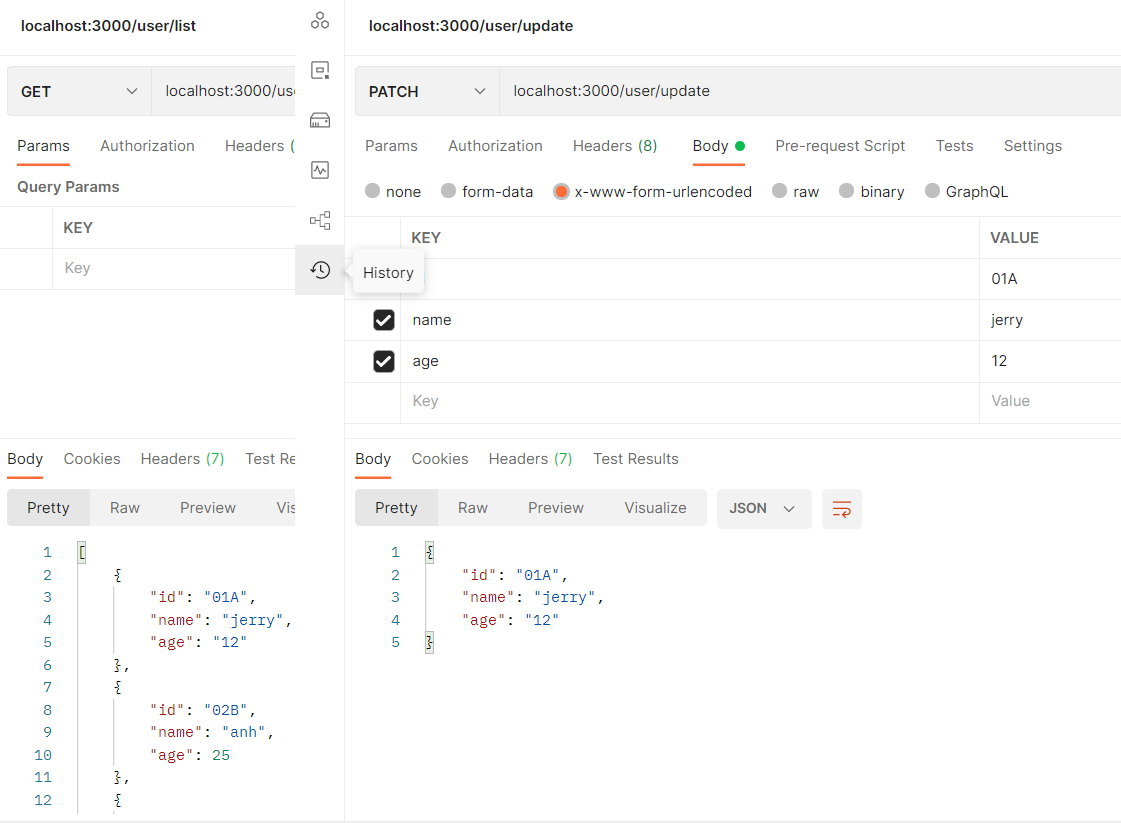 localhost:3000/user/list
GET
localhost:3000/us
Params Authorization Headers (
Query Params
KEY
Key
Body Cookies Headers (7) Test Re
Pretty Raw Preview Vis
1 [
2 {
3 "id": "01A",
4 "name": "jerry",
5 "age": "12"
6 },
7 {
8 "id": "02B",
9 "name": "anh",
10 "age": 25
11 },
12 {
History
localhost:3000/user/update
PATCH
localhost:3000/user/update
Params Authorization Headers (8) Body Pre-request Script Tests Settings
none form-data x-www-form-urlencoded raw binary GraphQL
KEY VALUE
01A
name jerry
age 12
Key Value
Body Cookies Headers (7) Test Results
Pretty Raw Preview Visualize JSON
1 {
2 "id": "01A",
3 "name": "jerry",
4 "age": "12"
5 }